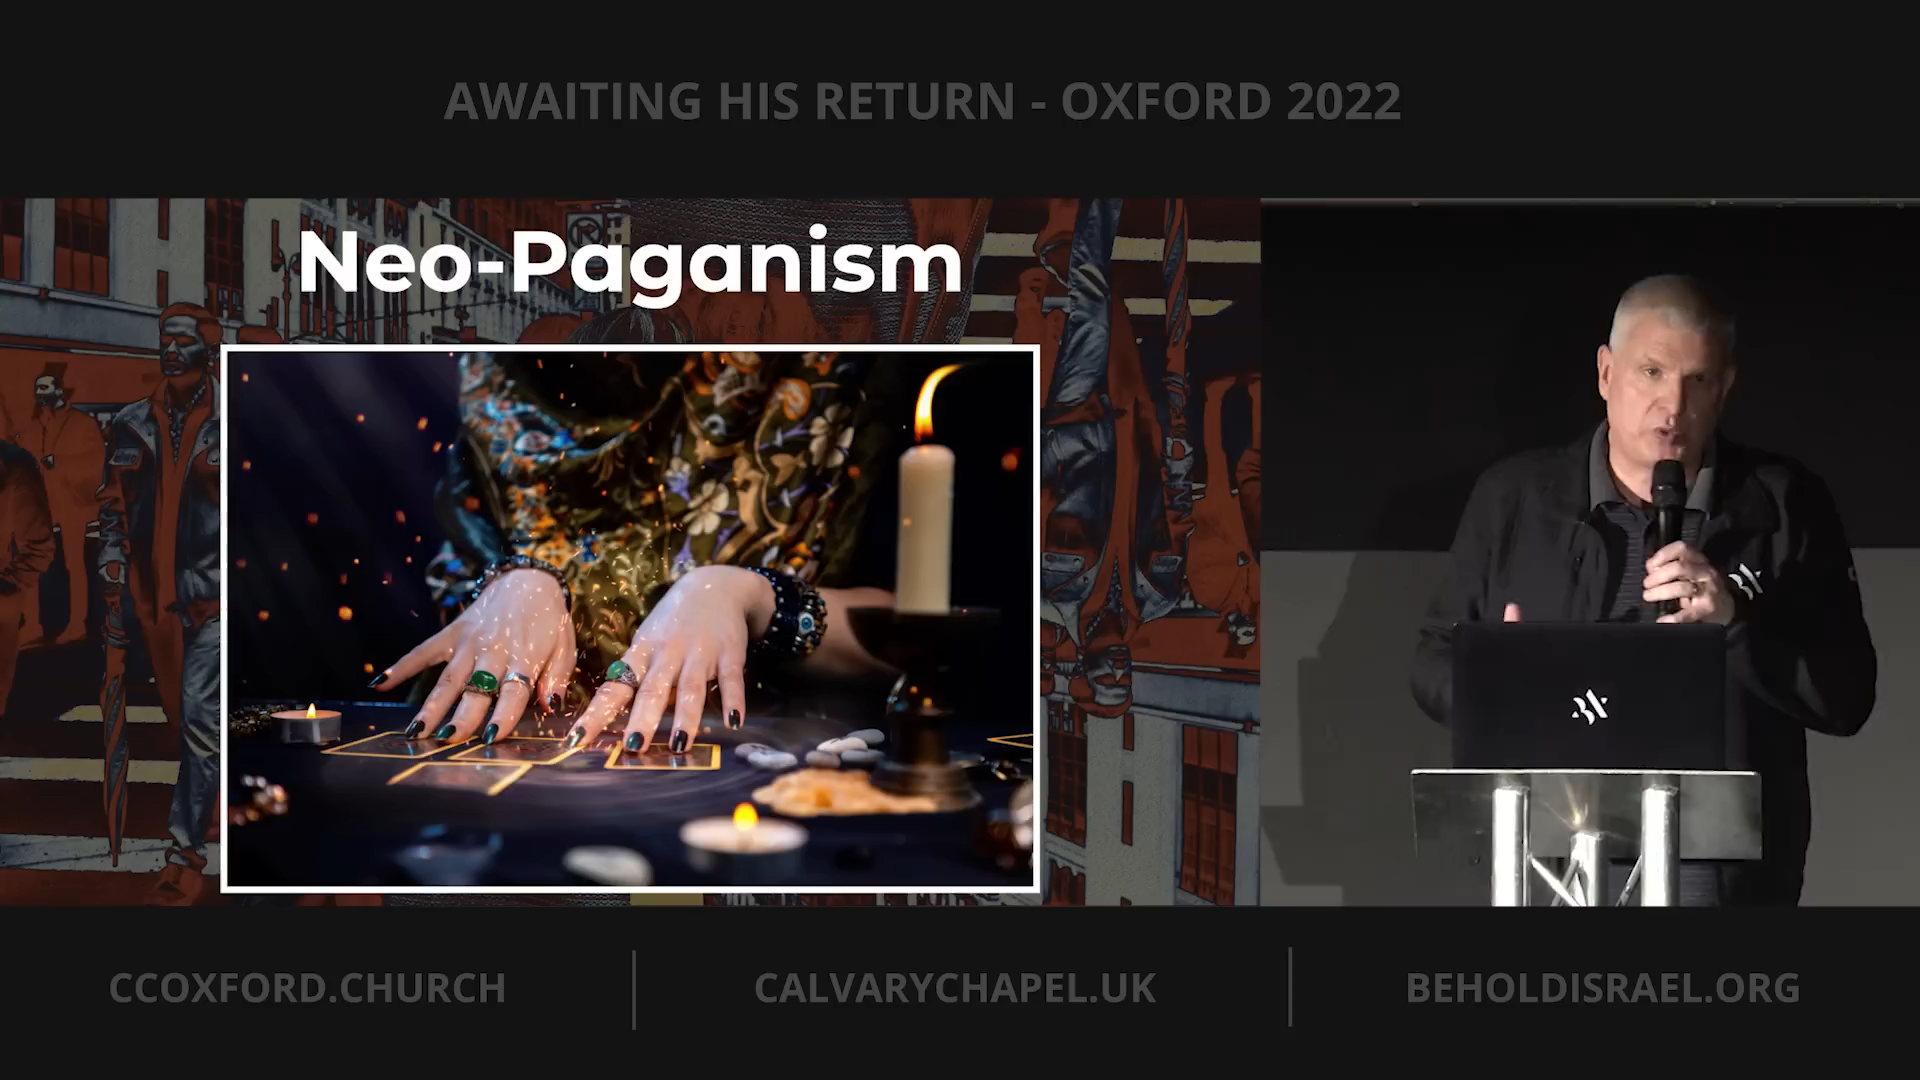 AWAITING HIS RETURN - OXFORD 2022
Neo-Paganism
CCOXFORD.CHURCH
CALVARYCHAPEL.UK
BEHOLDISRAEL.ORG